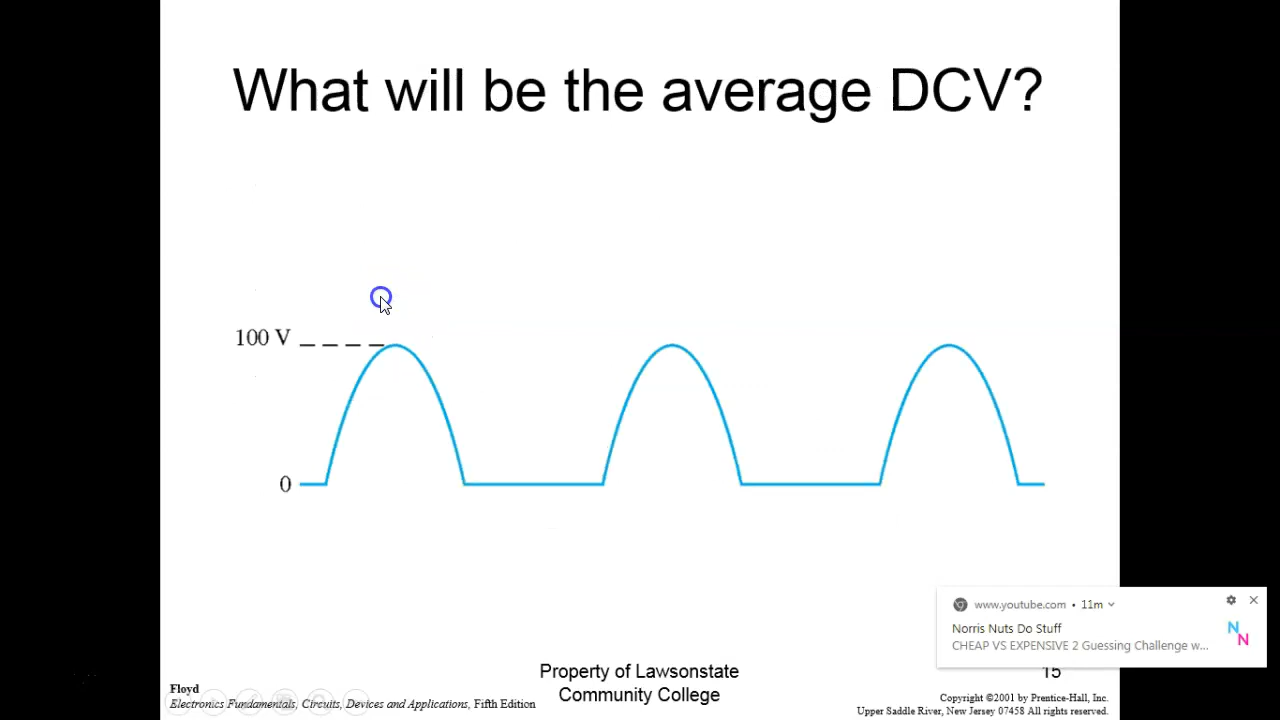 What will be the average DCV?
100 V
0
www.youtube.com • 11m
Norris Nuts Do Stuff
CHEAP VS EXPENSIVE 2 Guessing Challenge w...
N
N
15
Property of Lawsonstate
Community College
Floyd
Electronics Fundamentals, Circuits, Devices and Applications, Fifth Edition
Copyright ©2001 by Prentice-Hall, Inc.
Upper Saddle River, New Jersey 07458 All rights reserved.